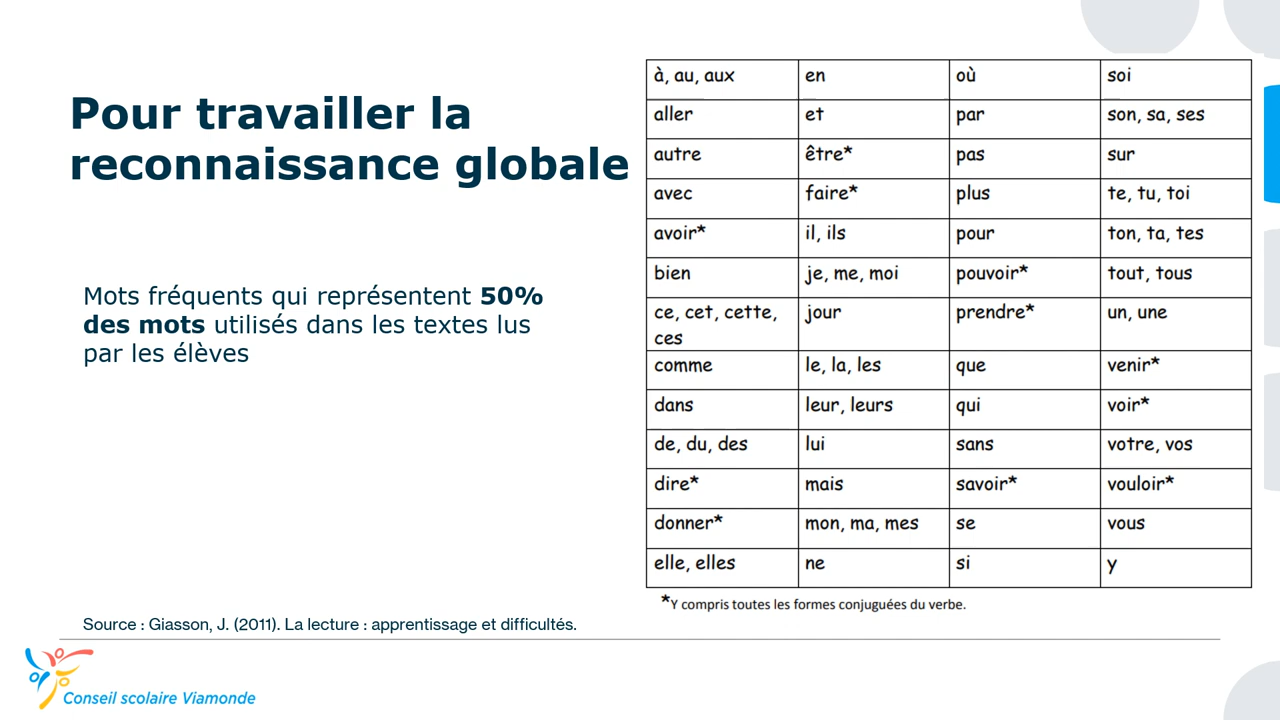 Pour travailler la
reconnaissance globale
Mots fréquents qui représentent 50%
des mots utilisés dans les textes lus
par les élèves
à, au, aux en où soi
aller et par son, sa, ses
autre être* pas sur
avec faire* plus te, tu, toi
avoir* il, ils pour ton, ta, tes
bien je, me, moi pouvoir* tout, tous
ce, cet, cette, jour prendre* un, une
ces
comme le, la, les que venir*
dans leur, leurs qui voir*
de, du, des lui sans votre, vos
dire* mais savoir* vouloir*
donner* mon, ma, mes se vous
elle, elles ne si y
*Y compris toutes les formes conjuguées du verbe.
Source : Giasson, J. (2011). La lecture : apprentissage et difficultés.
Conseil scolaire Viamonde